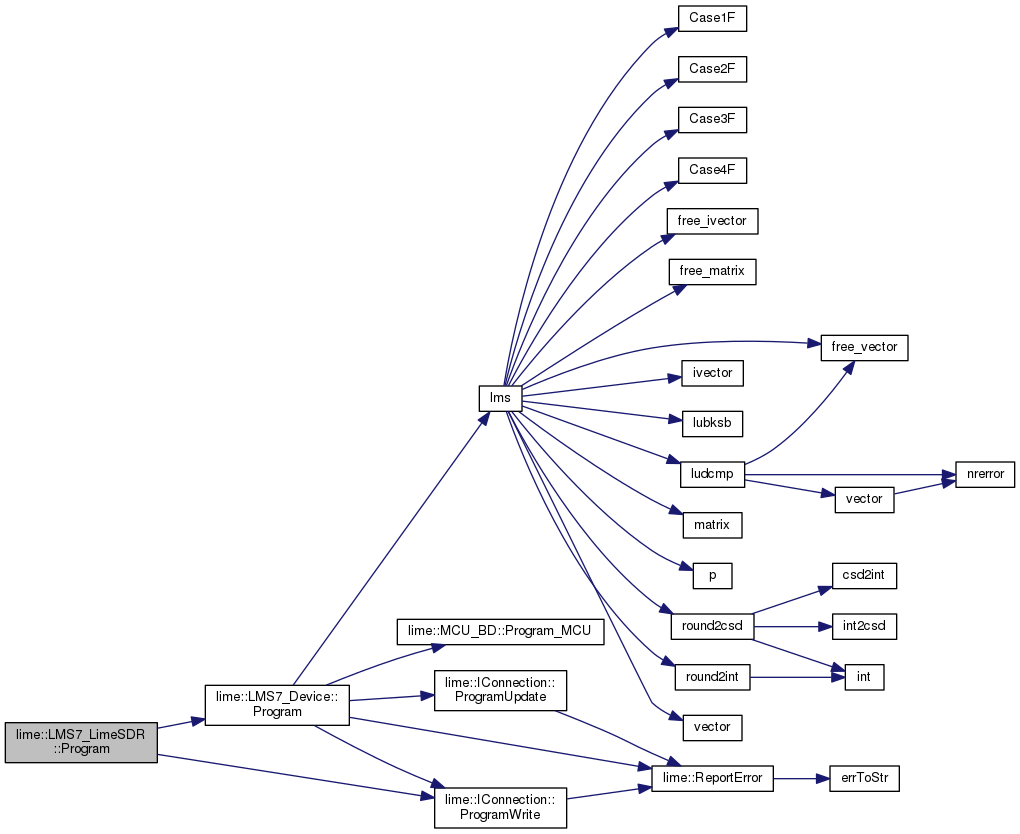 Case1F
Case2F
Case3F
Case4F
free_ivector
free_matrix
free_vector
ivector
lms
lubksb
ludcmp
nrerror
vector
matrix
p
csd2int
round2csd
int2csd
lime::MCU_BD::Program_MCU
round2int
int
lime::IConnection::
ProgramUpdate
lime::LMS7_Device::
Program
vector
lime::LMS7_LimeSDR
::Program
lime::ReportError
errToStr
lime::IConnection::
ProgramWrite